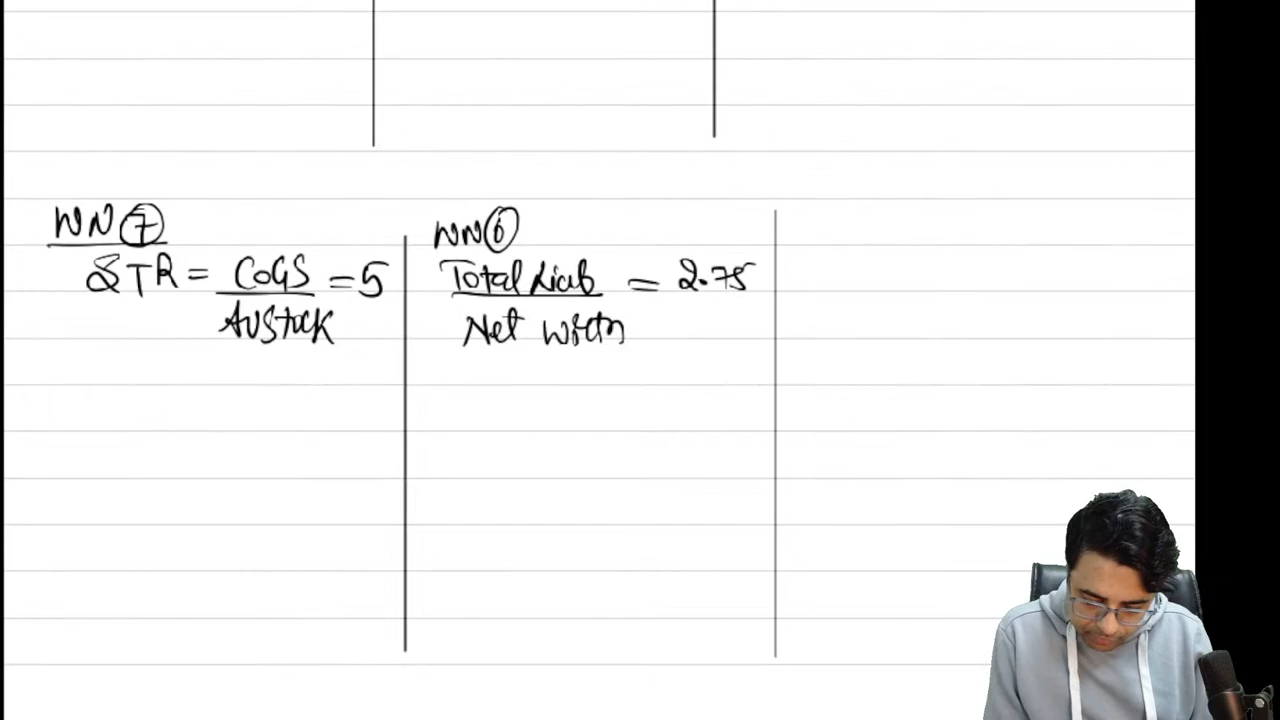 WN 7
STR = COGS = 5
AvStock
WN 6
Total Liab = 2.75
Net Worth